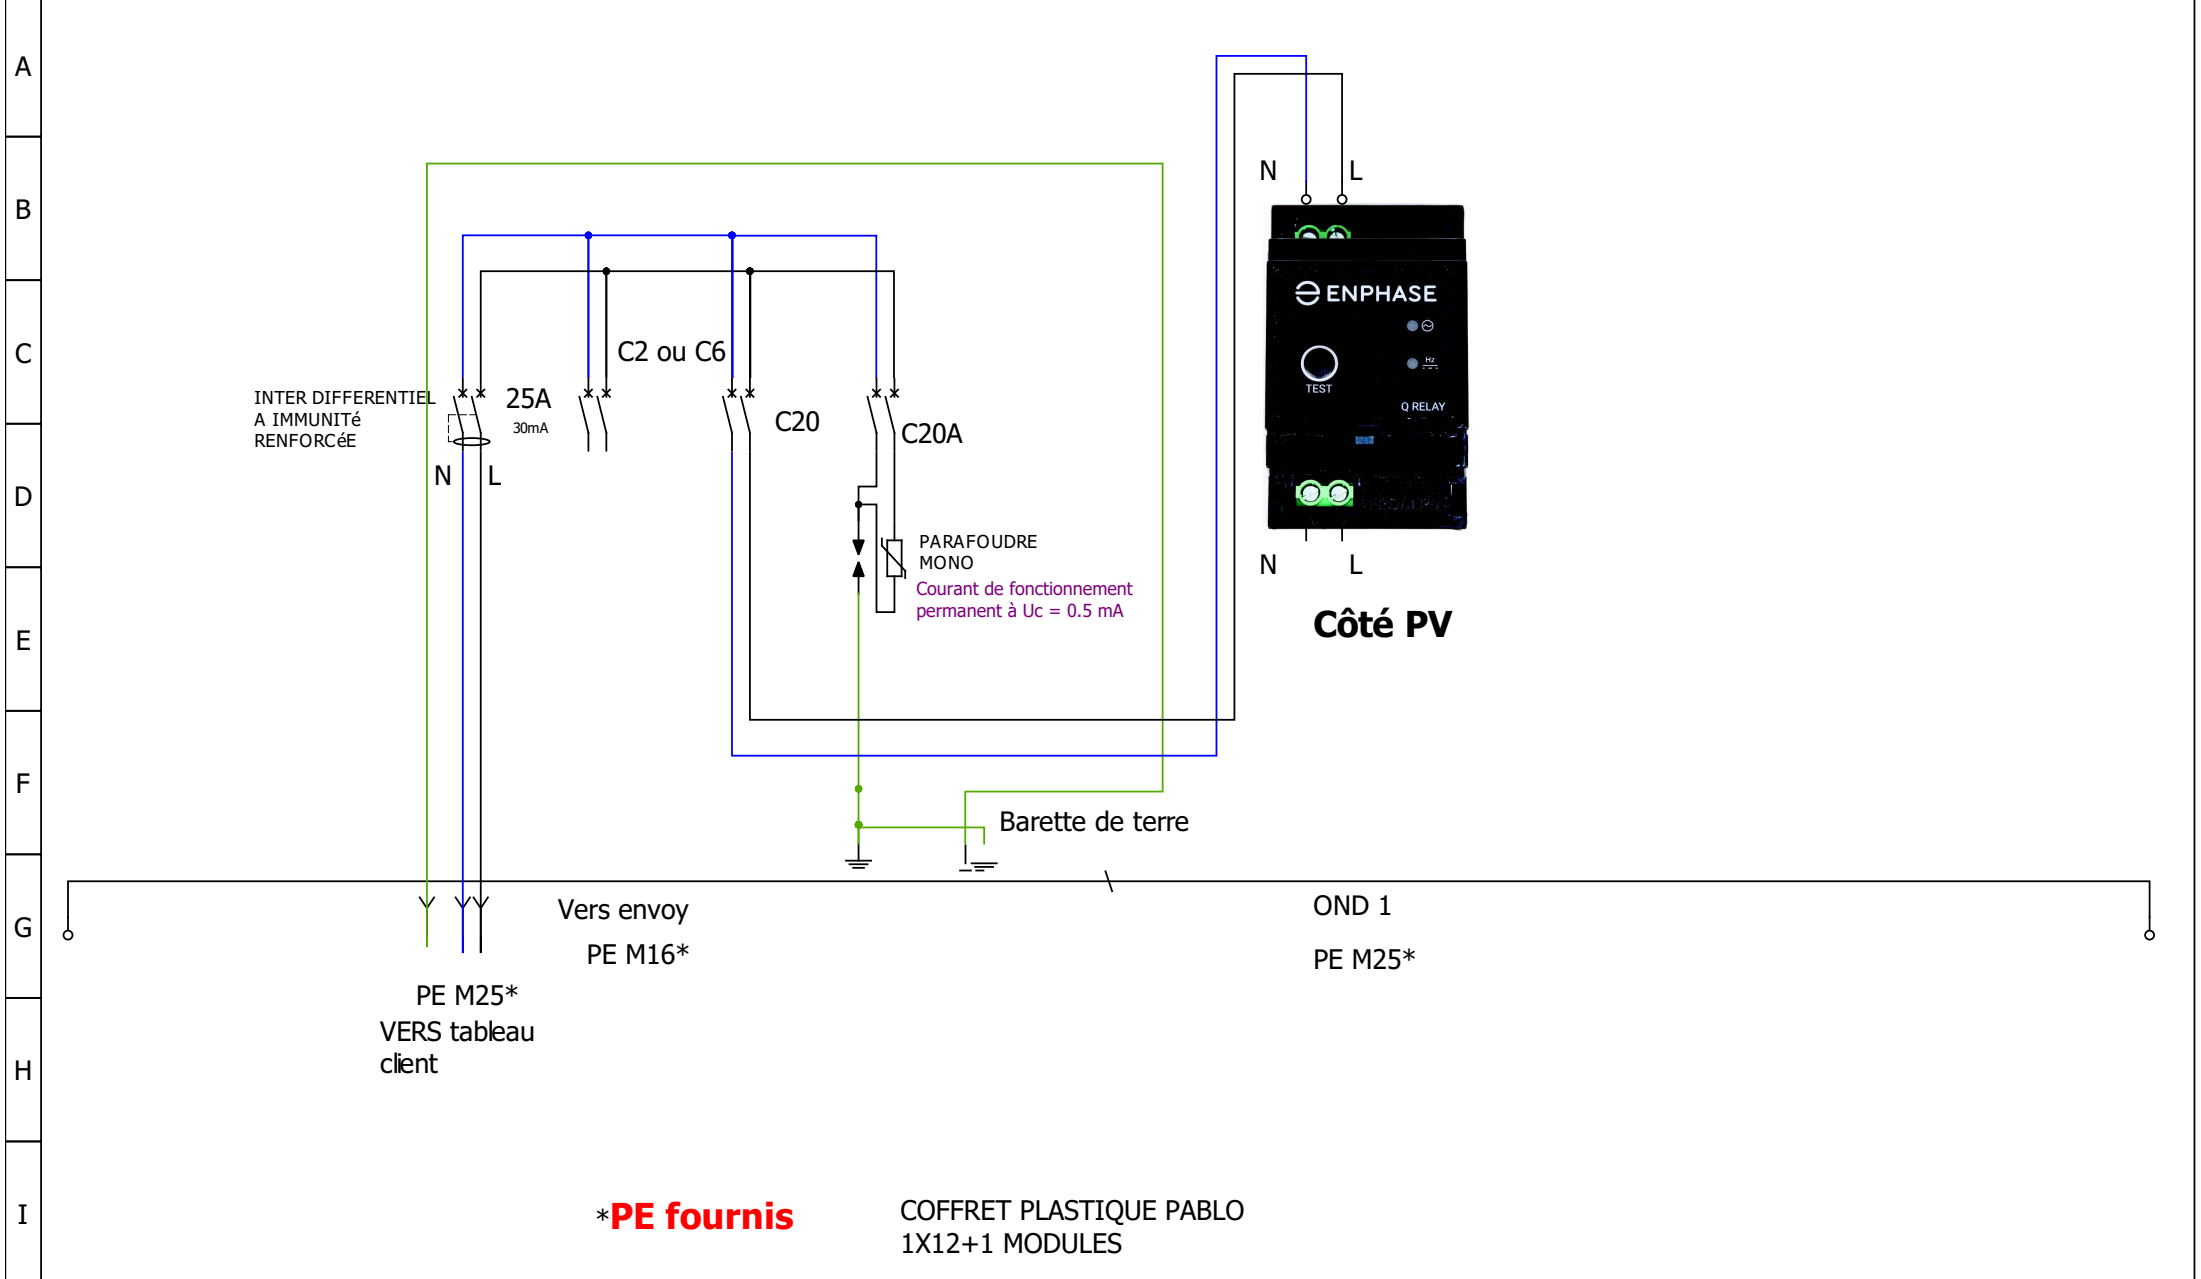 A
B
C
D
E
F
G
H
I
N
L
ENPHASE
Hz
TEST
Q RELAY
N
L
Côté PV
C2 ou C6
INTER DIFFERENTIEL
A IMMUNITé
RENFORCéE
25A
30mA
N
L
C20
C20A
PARAFOUDRE
MONO
Courant de fonctionnement
permanent à Uc = 0.5 mA
Barette de terre
Vers envoy
PE M16*
OND 1
PE M25*
PE M25*
VERS tableau
client
*PE fournis
COFFRET PLASTIQUE PABLO
1X12+1 MODULES